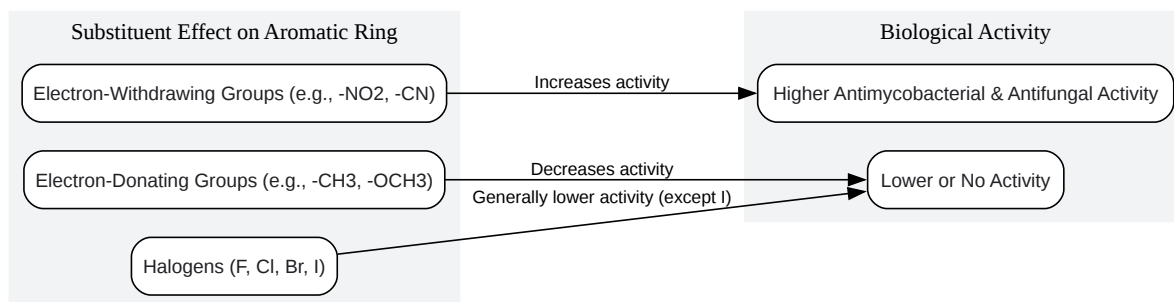 Substituent Effect on Aromatic Ring
Biological Activity
Electron-Withdrawing Groups (e.g., -NO2, -CN)
Increases activity
Higher Antimycobacterial & Antifungal Activity
Electron-Donating Groups (e.g., -CH3, -OCH3)
Decreases activity
Lower or No Activity
Generally lower activity (except I)
Halogens (F, Cl, Br, I)